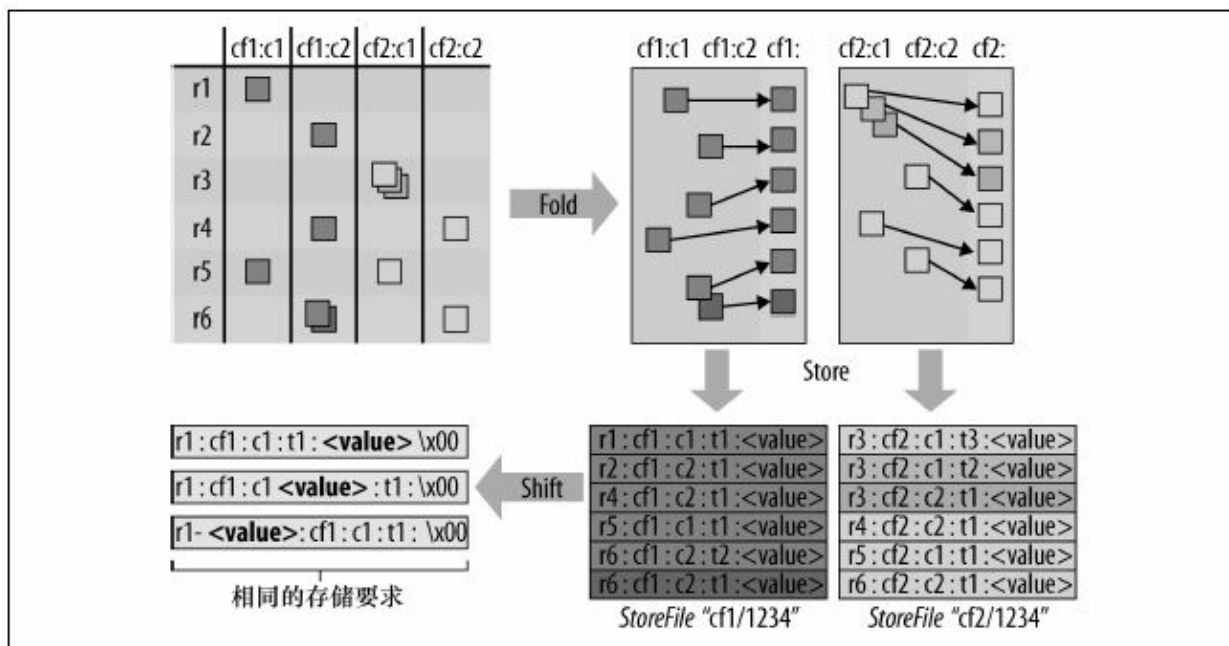 cf1:c1 cf1:c2 cf2:c1 cf2:c2
r1
r2
r3
r4
r5
r6
Fold
cf1:c1 cf1:c2 cf1:
cf2:c1 cf2:c2 cf2:
Store
r1 : cf1 : c1 : t1 : <value>
r2 : cf1 : c2 : t1 : <value>
r4 : cf1 : c2 : t1 : <value>
r5 : cf1 : c1 : t1 : <value>
r6 : cf1 : c2 : t2 : <value>
r6 : cf1 : c2 : t1 : <value>
StoreFile “cf1/1234”
r3 : cf2 : c1 : t3 : <value>
r3 : cf2 : c1 : t2 : <value>
r3 : cf2 : c2 : t1 : <value>
r4 : cf2 : c2 : t1 : <value>
r5 : cf2 : c1 : t1 : <value>
r6 : cf2 : c2 : t1 : <value>
StoreFile “cf2/1234”
Shift
r1 : cf1 : c1 : t1 : <value> \x00
r1 : cf1 : c1 <value> : t1 : \x00
r1- <value> : cf1 : c1 : t1 : \x00
相同的存储要求